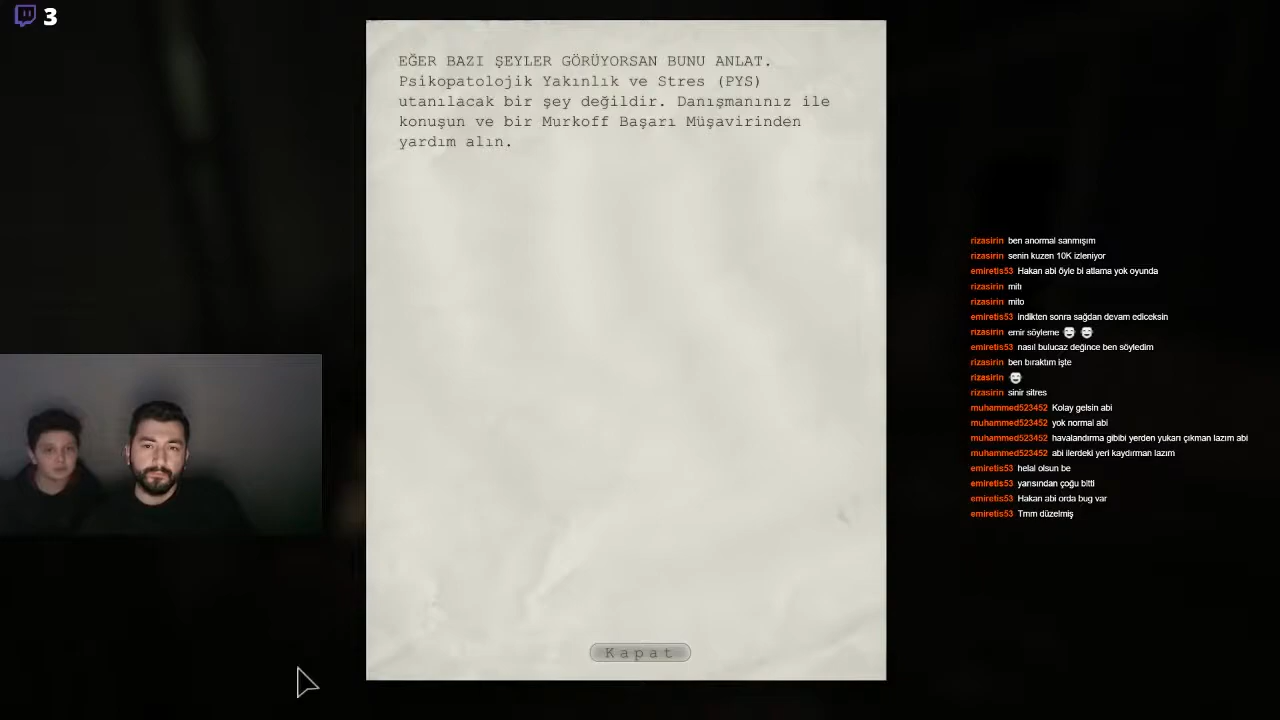 3
EĞER BAZI ŞEYLER GÖRÜYORSAN BUNU ANLAT.
Psikopatolojik Yakınlık ve Stres (PYS)
utanılacak bir şey değildir. Danışmanınız ile
konuşun ve bir Murkoff Başarı Müşavirinden
yardım alın.
Kapat
rizasirin ben anormal sanmışım
rizasirin senin kuzen 10K izleniyor
emiretis53 Hakan abi öyle bi atlama yok oyunda
rizasirin mitı
rizasirin mito
emiretis53 İndikten sonra sağdan devam ediceksin
rizasirin emir söyleme
emiretis53 nasıl bulucaz değince ben söyledim
rizasirin ben bıraktım işte
rizasirin
rizasirin sinir sitres
muhammed523452 Kolay gelsin abi
muhammed523452 yok normal abi
muhammed523452 havalandırma gibibi yerden yukarı çıkman lazım abi
muhammed523452 abi ilerdeki yeri kaydırman lazım
emiretis53 helal olsun be
emiretis53 yarısından çoğu bitti
emiretis53 Hakan abi orda bug var
emiretis53 Tmm düzelmiş